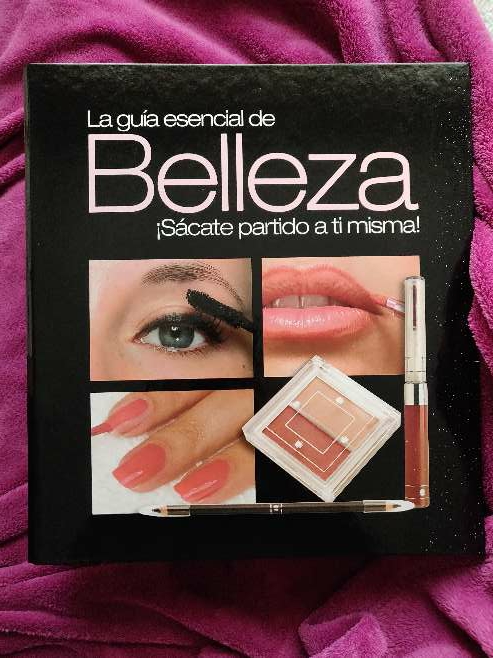 La guía esencial de
Belleza
¡Sácate partido a ti misma!